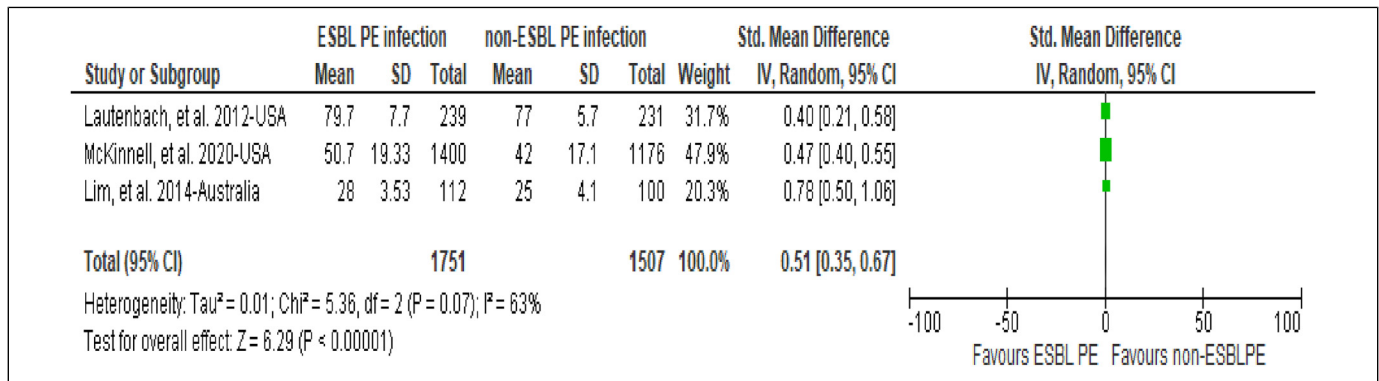 ESBL PE infection non-ESBL PE infection Std. Mean Difference Std. Mean Difference
Study or Subgroup Mean SD Total Mean SD Total Weight IV, Random, 95% CI IV, Random, 95% CI
Lautenbach, et al. 2012-USA 79.7 7.7 239 77 5.7 231 31.7% 0.40 [0.21, 0.58]
McKinnell, et al. 2020-USA 50.7 19.33 1400 42 17.1 1176 47.9% 0.47 [0.40, 0.55]
Lim, et al. 2014-Australia 28 3.53 112 25 4.1 100 20.3% 0.78 [0.50, 1.06]
Total (95% CI) 1751 1507 100.0% 0.51 [0.35, 0.67]
Heterogeneity: Tau² = 0.01; Chi² = 5.36, df = 2 (P = 0.07); I² = 63%
Test for overall effect: Z = 6.29 (P < 0.00001)
-100 -50 0 50 100
Favours ESBL PE Favours non-ESBLPE